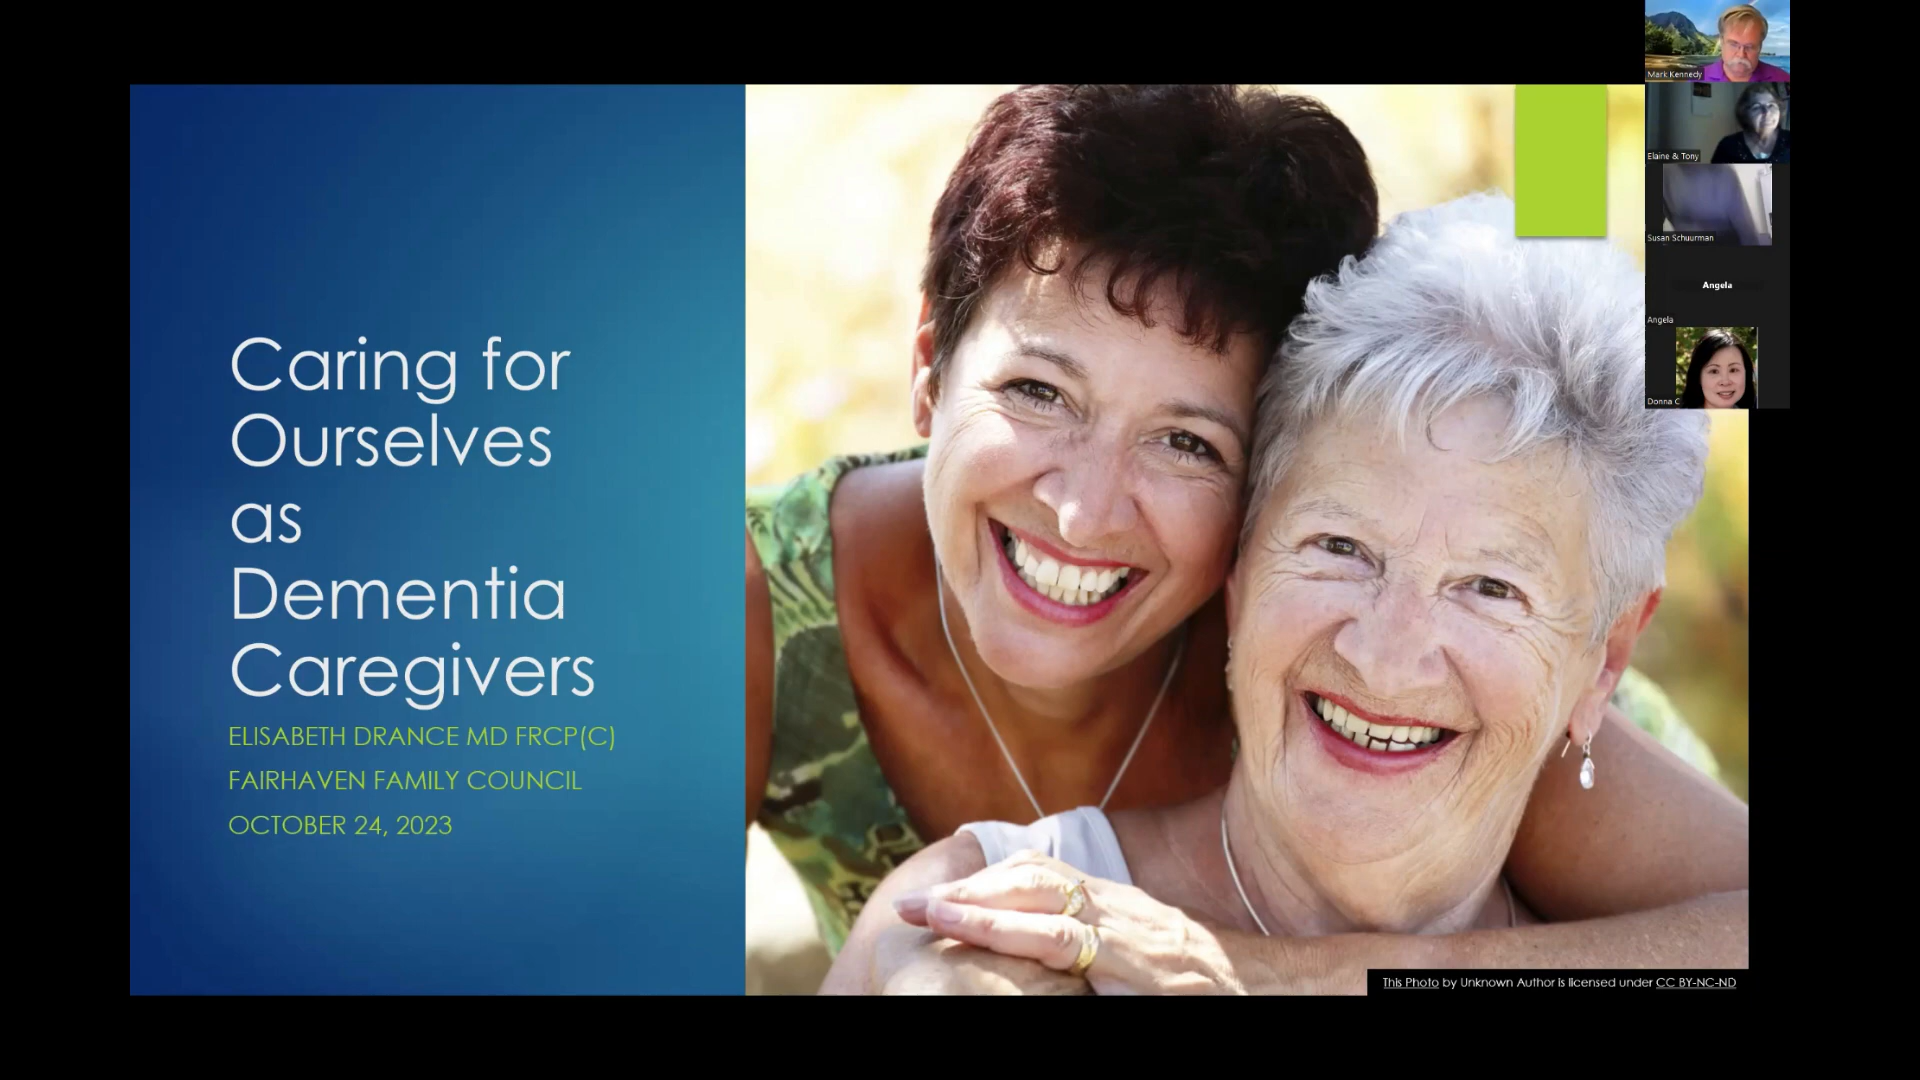 Caring for
Ourselves
as
Dementia
Caregivers
ELISABETH DRANCE MD FRCP(C)
FAIRHAVEN FAMILY COUNCIL
OCTOBER 24, 2023
This Photo by Unknown Author is licensed under CC BY-NC-ND
Mark Kennedy
Elaine & Tony
Susan Schuurman
Angela
Angela
Donna C